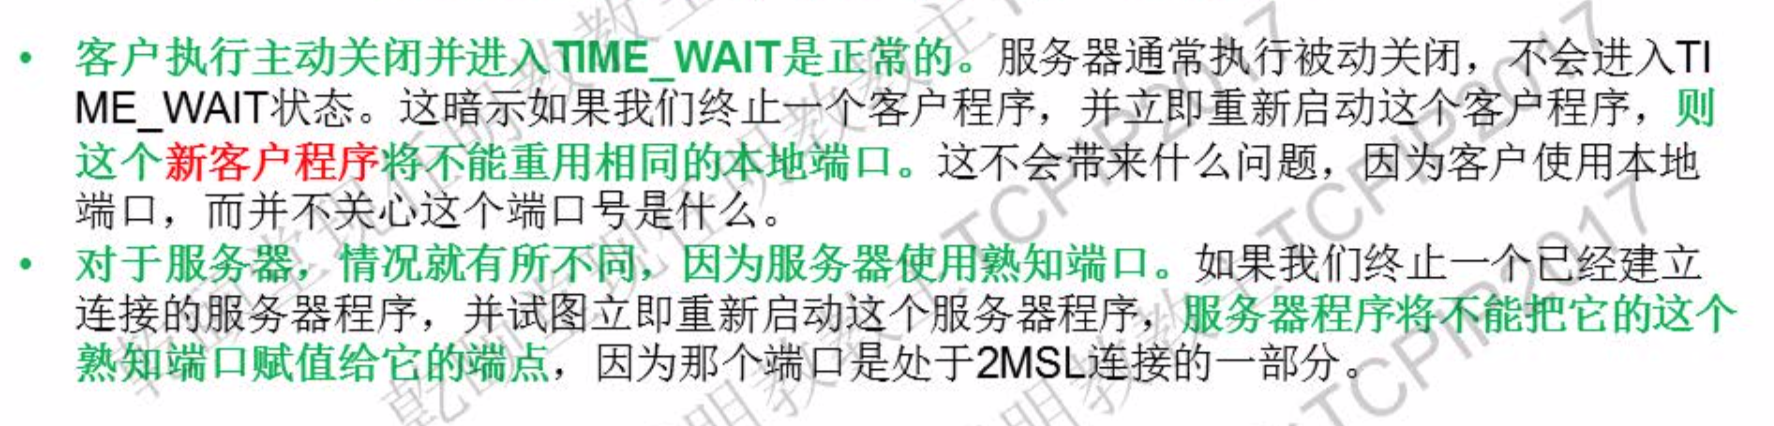 • 客户执行主动关闭并进入TIME_WAIT是正常的。服务器通常执行被动关闭，不会进入TI
ME_WAIT状态。这暗示如果我们终止一个客户程序，并立即重新启动这个客户程序，则
这个新客户程序将不能重用相同的本地端口。这不会带来什么问题，因为客户使用本地
端口，而并不关心这个端口号是什么。
• 对于服务器，情况就有所不同，因为服务器使用熟知端口。如果我们终止一个已经建立
连接的服务器程序，并试图立即重新启动这个服务器程序，服务器程序将不能把它的这个
熟知端口赋值给它的端点，因为那个端口是处于2MSL连接的一部分。